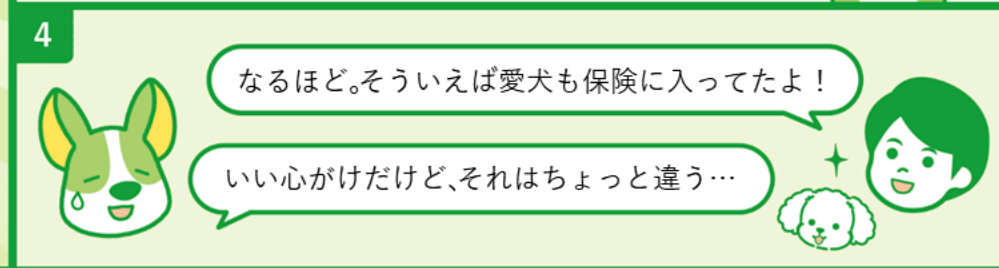 4
なるほど。そういえば愛犬も保険に入ってたよ！
いい心がけだけど、それはちょっと違う…